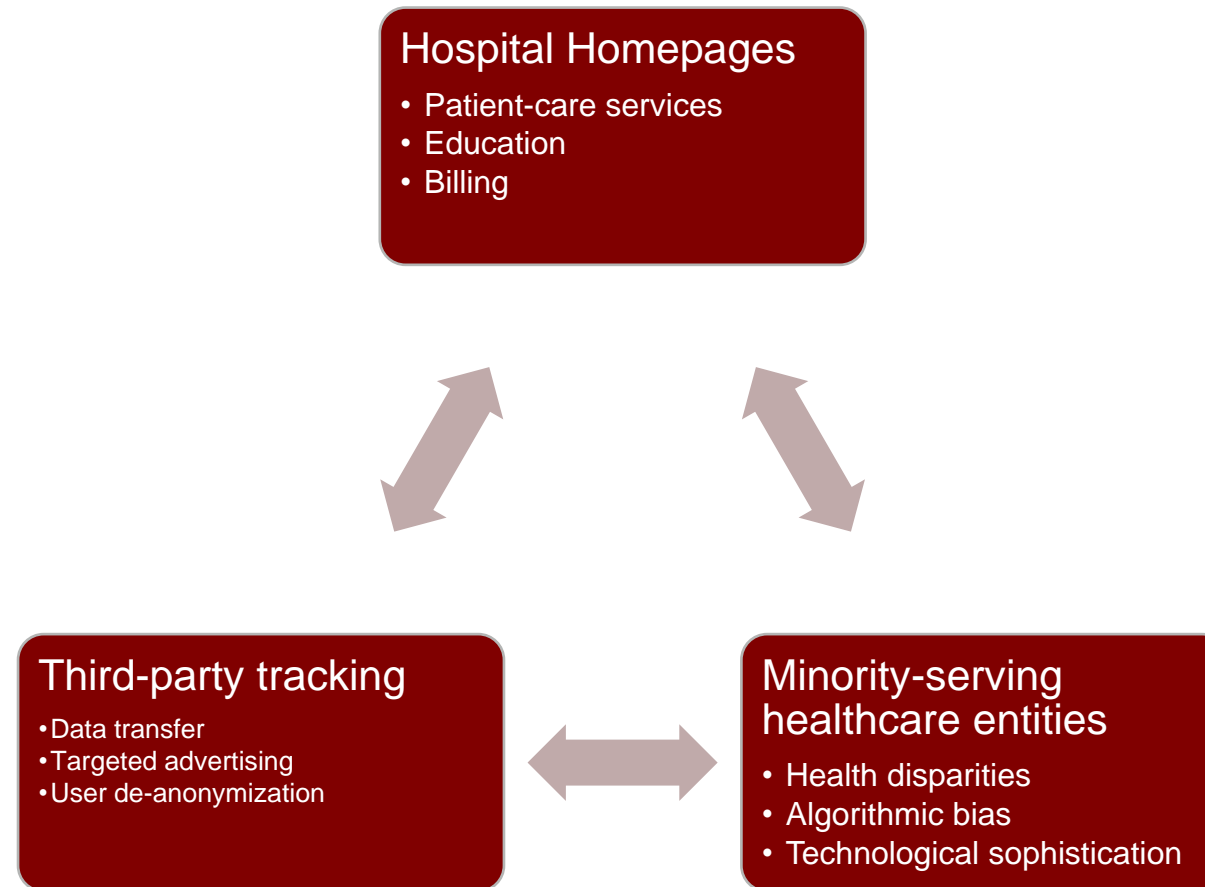 Hospital Homepages
• Patient-care services
• Education
• Billing
Third-party tracking
•Data transfer
•Targeted advertising
•User de-anonymization
Minority-serving
healthcare entities
• Health disparities
• Algorithmic bias
• Technological sophistication